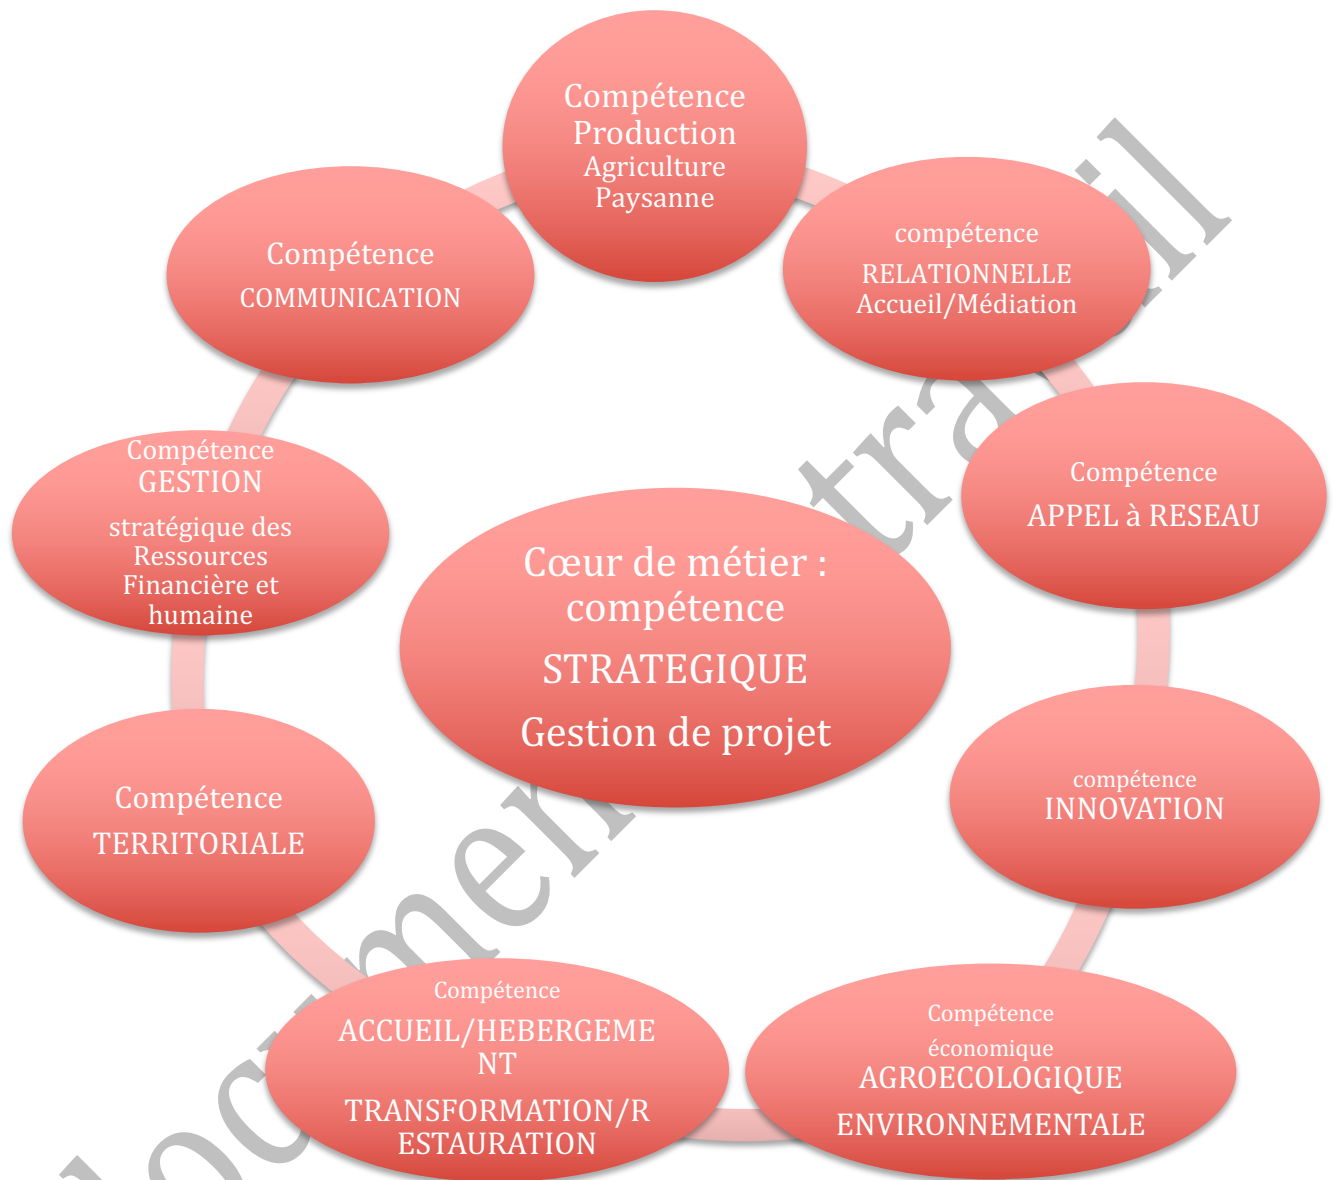 Compétence
Production
Agriculture
Paysanne
compétence
RELATIONNELLE
Accueil/Médiation
Compétence
APPEL à RESEAU
compétence
INNOVATION
Compétence
économique
AGROECOLOGIQUE
ENVIRONNEMENTALE
Compétence
ACCUEIL/HEBERGEME
NT
TRANSFORMATION/R
ESTAURATION
Compétence
TERRITORIALE
Compétence
GESTION
stratégique des
Ressources
Financière et
humaine
Compétence
COMMUNICATION
Cœur de métier :
compétence
STRATEGIQUE
Gestion de projet